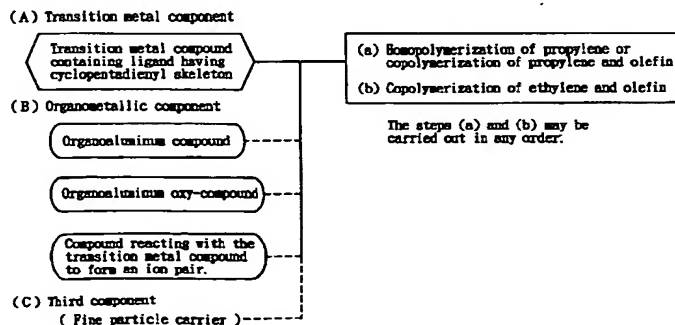 (A) Transition metal component
Transition metal compound
containing ligand having
cyclopentadienyl skeleton
(a) Homopolymerization of propylene or
copolymerization of propylene and olefin
(b) Copolymerization of ethylene and olefin
The steps (a) and (b) may be
carried out in any order.
(B) Organometallic component
Organoaluminum compound
Organoaluminum oxy-compound
Compound reacting with the
transition metal compound
to form an ion pair.
(C) Third component
( Fine particle carrier )